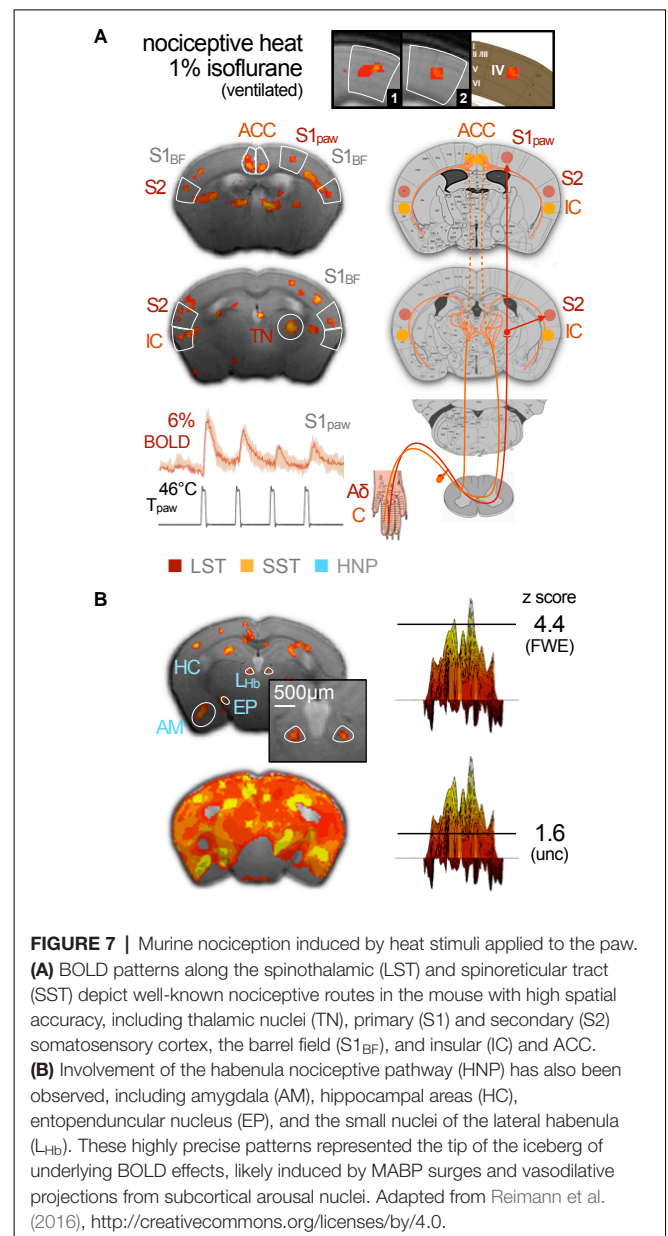 A
nociceptive heat
1% isoflurane
(ventilated)
I
II /III
V
VI
IV
1
2
ACC
S1paw
S1BF
S1BF
S2
ACC
S1paw
S2
IC
S1BF
S2
IC
TN
S2
IC
6%
BOLD
S1paw
46°C
Tpaw
Aδ
C
LST SST HNP
B
HC
LHb
EP
AM
500µm
z score
4.4
(FWE)
1.6
(unc)
FIGURE 7 | Murine nociception induced by heat stimuli applied to the paw.
(A) BOLD patterns along the spinothalamic (LST) and spinoreticular tract
(SST) depict well-known nociceptive routes in the mouse with high spatial
accuracy, including thalamic nuclei (TN), primary (S1) and secondary (S2)
somatosensory cortex, the barrel field (S1BF), and insular (IC) and ACC.
(B) Involvement of the habenula nociceptive pathway (HNP) has also been
observed, including amygdala (AM), hippocampal areas (HC),
entopenduncular nucleus (EP), and the small nuclei of the lateral habenula
(LHb). These highly precise patterns represented the tip of the iceberg of
underlying BOLD effects, likely induced by MABP surges and vasodilative
projections from subcortical arousal nuclei. Adapted from Reimann et al.
(2016), http://creativecommons.org/licenses/by/4.0.